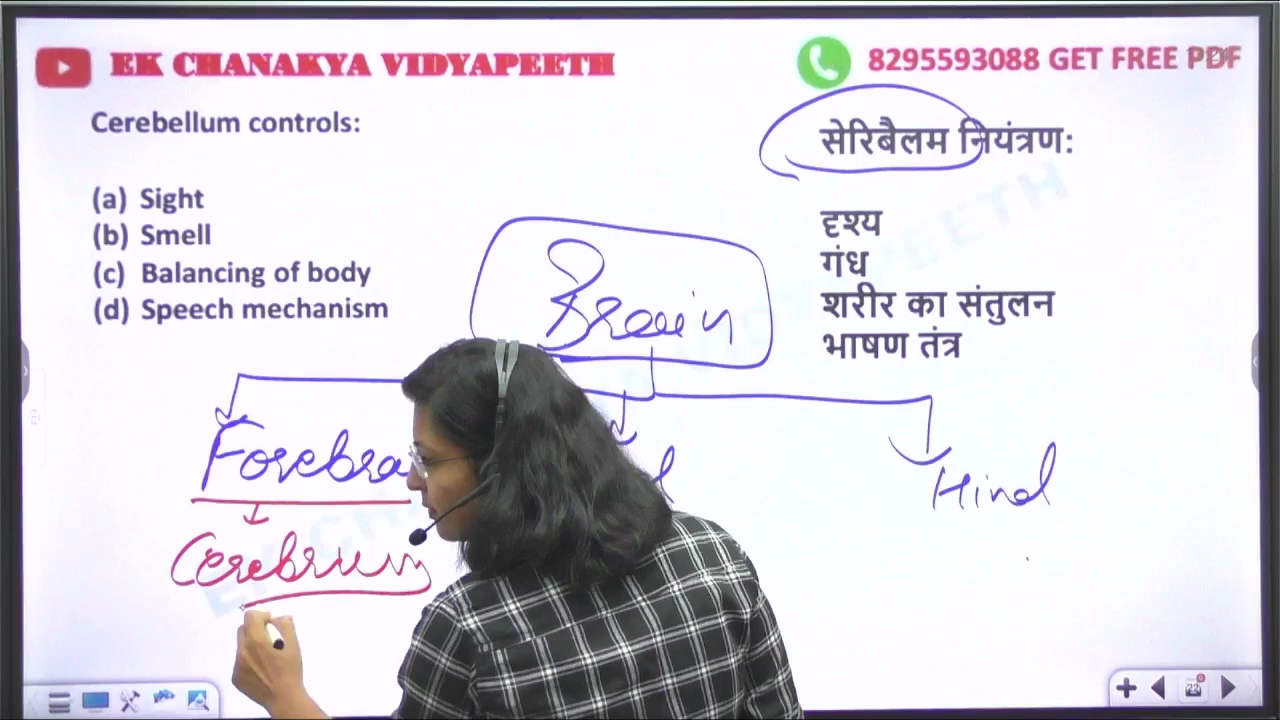 EK CHANAKYA VIDYAPEETH
8295593088 GET FREE PDF
Cerebellum controls:
(a) Sight
(b) Smell
(c) Balancing of body
(d) Speech mechanism
सेरिबैलम नियंत्रण:
दृश्य
गंध
शरीर का संतुलन
भाषण तंत्र
Brain
Forebra
Hind
Cerebrum